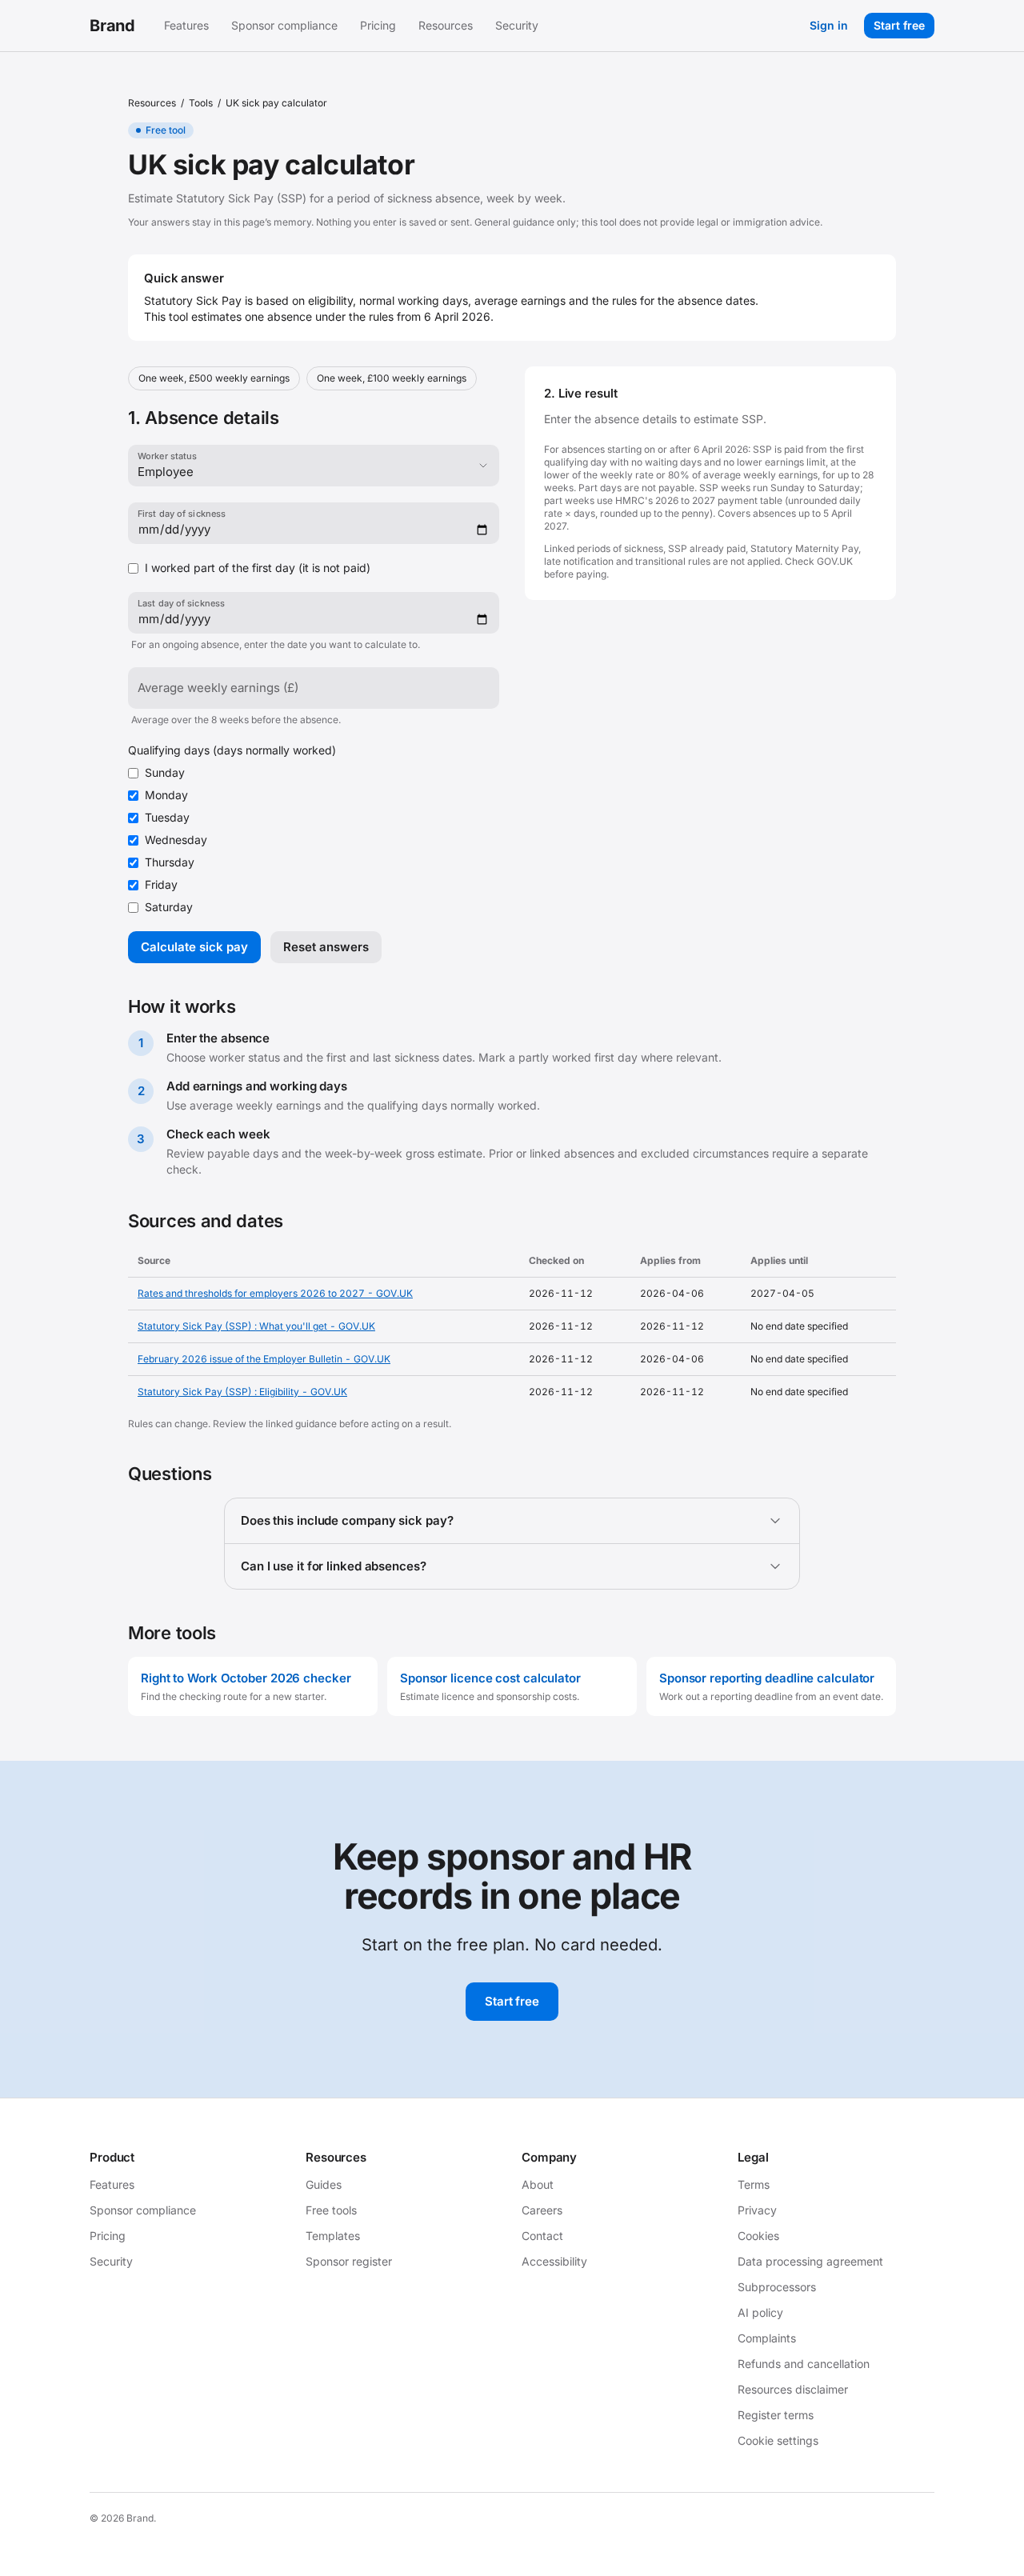 Brand
Features
Sponsor compliance
Pricing
Resources
Security
Sign in
Start free
Resources / Tools / UK sick pay calculator
Free tool
UK sick pay calculator
Estimate Statutory Sick Pay (SSP) for a period of sickness absence, week by week.
Your answers stay in this page's memory. Nothing you enter is saved or sent. General guidance only; this tool does not provide legal or immigration advice.
Quick answer
Statutory Sick Pay is based on eligibility, normal working days, average earnings and the rules for the absence dates.
This tool estimates one absence under the rules from 6 April 2026.
One week, £500 weekly earnings
One week, £100 weekly earnings
1. Absence details
Worker status
Employee
First day of sickness
mm/dd/yyyy
I worked part of the first day (it is not paid)
Last day of sickness
mm/dd/yyyy
For an ongoing absence, enter the date you want to calculate to.
Average weekly earnings (£)
Average over the 8 weeks before the absence.
Qualifying days (days normally worked)
Sunday
Monday
Tuesday
Wednesday
Thursday
Friday
Saturday
Calculate sick pay
Reset answers
2. Live result
Enter the absence details to estimate SSP.
For absences starting on or after 6 April 2026: SSP is paid from the first
qualifying day with no waiting days and no lower earnings limit, at the
lower of the weekly rate or 80% of average weekly earnings, for up to 28
weeks. Part days are not payable. SSP weeks run Sunday to Saturday;
part weeks use HMRC's 2026 to 2027 payment table (unrounded daily
rate × days, rounded up to the penny). Covers absences up to 5 April
2027.
Linked periods of sickness, SSP already paid, Statutory Maternity Pay,
late notification and transitional rules are not applied. Check GOV.UK
before paying.
How it works
1
Enter the absence
Choose worker status and the first and last sickness dates. Mark a partly worked first day where relevant.
2
Add earnings and working days
Use average weekly earnings and the qualifying days normally worked.
3
Check each week
Review payable days and the week-by-week gross estimate. Prior or linked absences and excluded circumstances require a separate
check.
Sources and dates
Source Checked on Applies from Applies until
Rates and thresholds for employers 2026 to 2027 - GOV.UK 2026-11-12 2026-04-06 2027-04-05
Statutory Sick Pay (SSP) : What you'll get - GOV.UK 2026-11-12 2026-11-12 No end date specified
February 2026 issue of the Employer Bulletin - GOV.UK 2026-11-12 2026-04-06 No end date specified
Statutory Sick Pay (SSP) : Eligibility - GOV.UK 2026-11-12 2026-11-12 No end date specified
Rules can change. Review the linked guidance before acting on a result.
Questions
Does this include company sick pay?
Can I use it for linked absences?
More tools
Right to Work October 2026 checker
Find the checking route for a new starter.
Sponsor licence cost calculator
Estimate licence and sponsorship costs.
Sponsor reporting deadline calculator
Work out a reporting deadline from an event date.
Keep sponsor and HR
records in one place
Start on the free plan. No card needed.
Start free
Product
Features
Sponsor compliance
Pricing
Security
Resources
Guides
Free tools
Templates
Sponsor register
Company
About
Careers
Contact
Accessibility
Legal
Terms
Privacy
Cookies
Data processing agreement
Subprocessors
AI policy
Complaints
Refunds and cancellation
Resources disclaimer
Register terms
Cookie settings
© 2026 Brand.